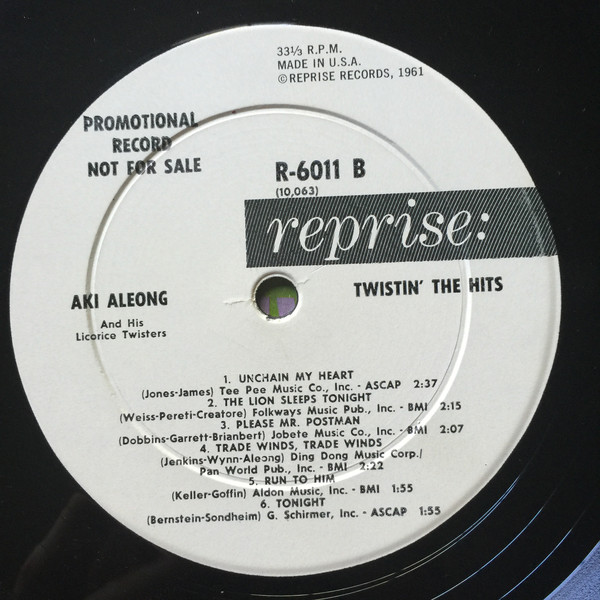 33⅓ R.P.M.
MADE IN U.S.A.
©REPRISE RECORDS, 1961
PROMOTIONAL
RECORD
NOT FOR SALE
R-6011 B
(10,063)
reprise:
AKI ALEONG
And His
Licorice Twisters
TWISTIN' THE HITS
1. UNCHAIN MY HEART
(Jones-James) Tee Pee Music Co., Inc. - ASCAP 2:37
2. THE LION SLEEPS TONIGHT
(Weiss-Pereti-Creatore) Folkways Music Pub., Inc. - BMI 2:15
3. PLEASE MR. POSTMAN
(Dobbins-Garrett-Brianbert) Jobete Music Co., Inc. - BMI 2:07
4. TRADE WINDS, TRADE WINDS
(Jenkins-Wynn-Aleong) Ding Dong Music Corp./
Pan World Pub., Inc. - BMI 2:22
5. RUN TO HIM
(Keller-Goffin) Aldon Music, Inc. - BMI 1:55
6. TONIGHT
(Bernstein-Sondheim) G. Schirmer, Inc. - ASCAP 1:55